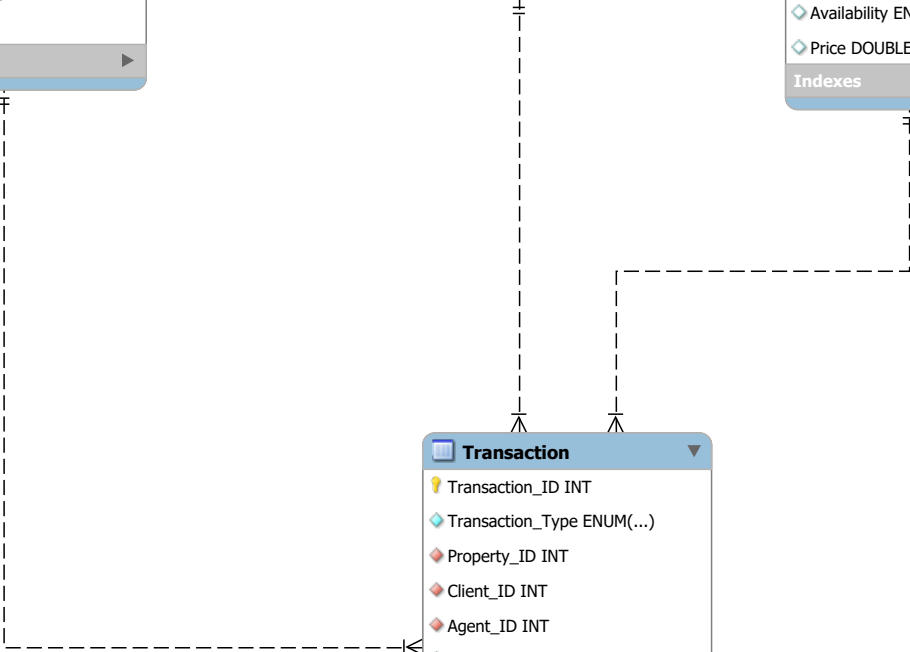 Availability EN
Price DOUBLE
Indexes
Transaction
Transaction_ID INT
Transaction_Type ENUM(...)
Property_ID INT
Client_ID INT
Agent_ID INT